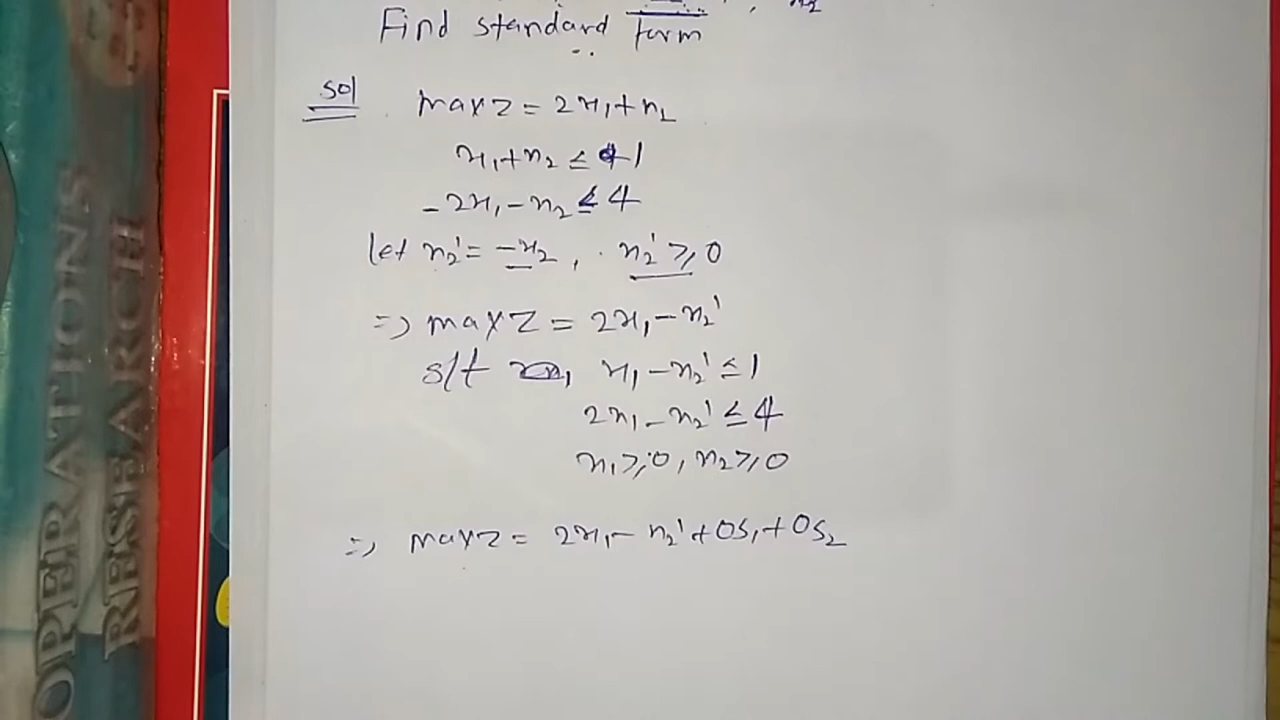 Find standard form
sol
max z = 2x₁ + x₂
x₁ + x₂ ≤ 1
-2x₁ - x₂ ≤ 4
let x₂' = -x₂, x₂' ≥ 0
=> max z = 2x₁ - x₂'
s/t x₁ - x₂' ≤ 1
2x₁ - x₂' ≤ 4
x₁ ≥ 0, x₂ ≥ 0
=> max z = 2x₁ - x₂' + 0s₁ + 0s₂
OPERATIONS
RESEARCH